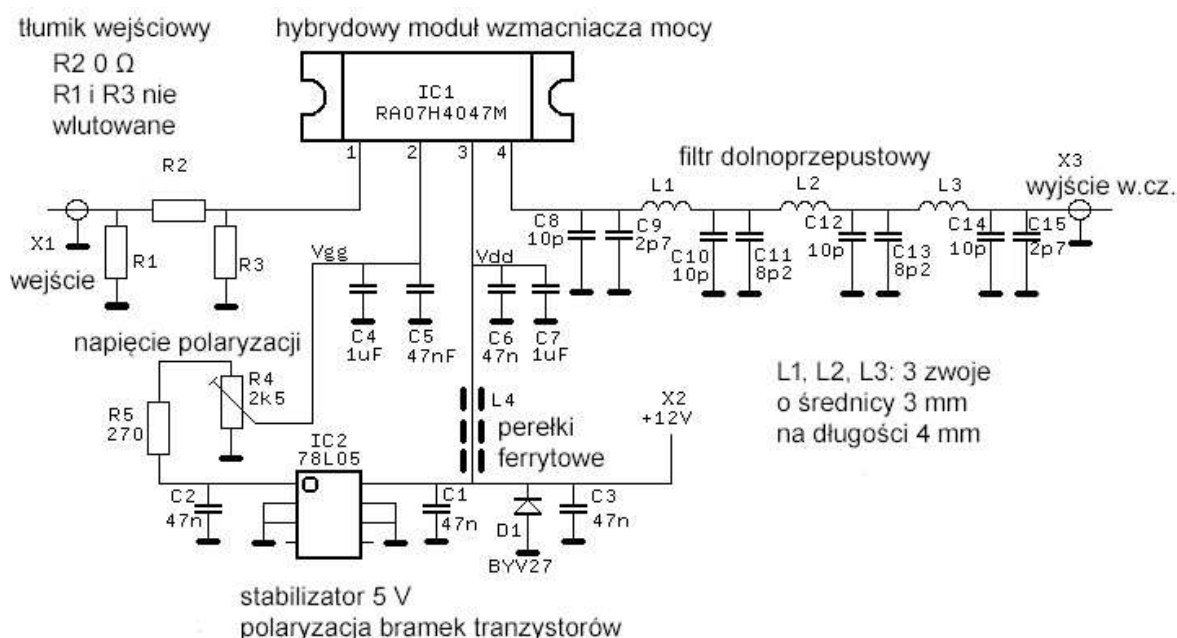 tłumik wejściowy
R2 0 Ω
R1 i R3 nie
wlutowane
hybrydowy moduł wzmacniacza mocy
IC1
RA07H4047M
1
2
3
4
R2
X1
R1
R3
wejście
filtr dolnoprzepustowy
L1
L2
L3
X3
wyjście w.cz.
C8
10p
C9
2p7
C10
10p
C11
8p2
C12
10p
C13
8p2
C14
10p
C15
2p7
Vgg
Vdd
C4
1uF
C5
47nF
C6
47n
C7
1uF
napięcie polaryzacji
R4
2K5
R5
270
L4
perełki
ferrytowe
X2
+12V
L1, L2, L3: 3 zwoje
o średnicy 3 mm
na długości 4 mm
IC2
78L05
C2
47n
C1
47n
D1
BYV27
C3
47n
stabilizator 5 V
polaryzacja bramek tranzystorów